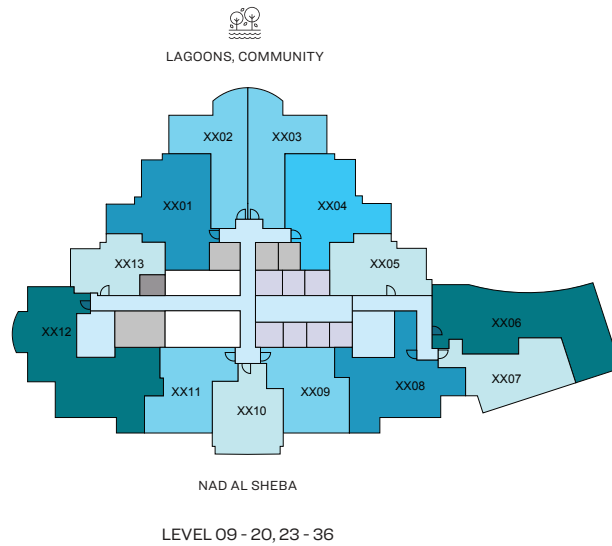 LAGOONS, COMMUNITY
XX02
XX03
XX01
XX04
XX13
XX05
XX12
XX06
XX11
XX10
XX09
XX08
XX07
NAD AL SHEBA
LEVEL 09 - 20, 23 - 36